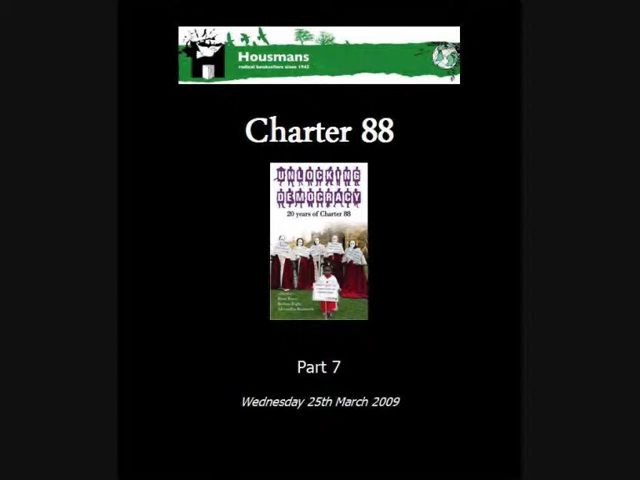 Housmans
radical booksellers since 1945
Charter 88
UNLOCKING
DEMOCRACY
20 years of Charter 88
Part 7
Wednesday 25th March 2009